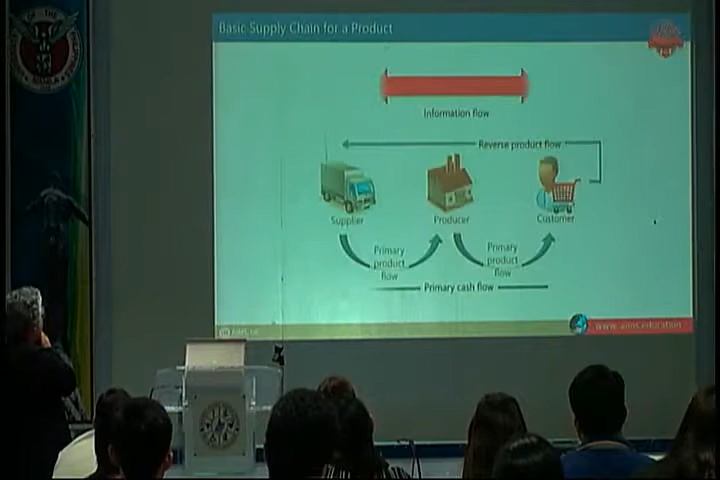 Basic Supply Chain for a Product
Information flow
Reverse product flow
Supplier
Producer
Customer
Primary
product
flow
Primary
product
flow
Primary cash flow
www.aims.education